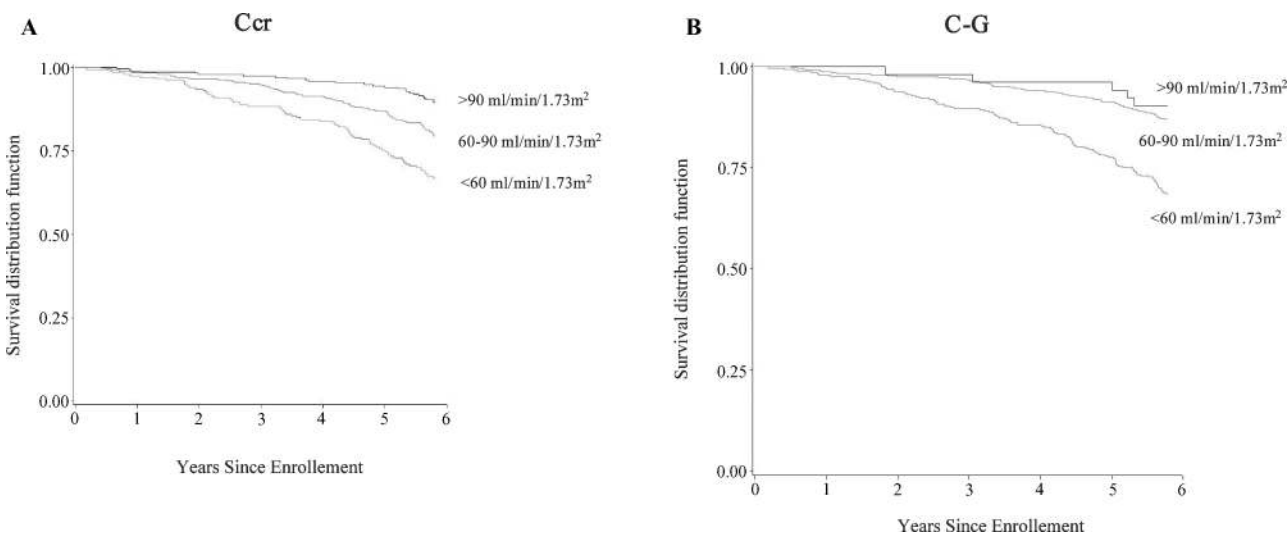 A
Ccr
Survival distribution function
1.00
0.75
0.50
0.25
0.00
>90 ml/min/1.73m²
60-90 ml/min/1.73m²
<60 ml/min/1.73m²
0 1 2 3 4 5 6
Years Since Enrollement
B
C-G
Survival distribution function
1.00
0.75
0.50
0.25
0.00
>90 ml/min/1.73m²
60-90 ml/min/1.73m²
<60 ml/min/1.73m²
0 1 2 3 4 5 6
Years Since Enrollement